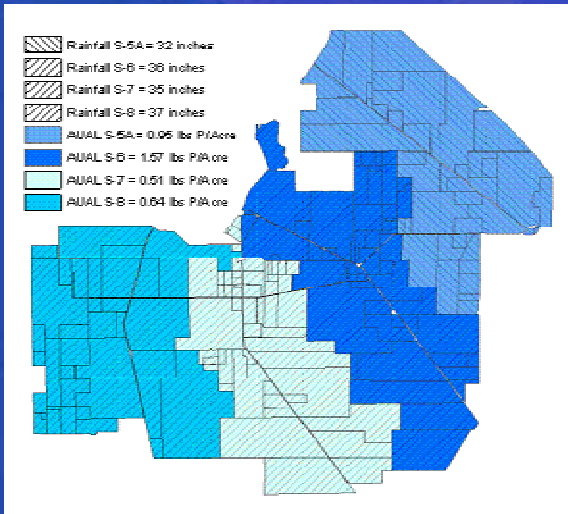 Rainfall S-5A = 32 inches
Rainfall S-6 = 36 inches
Rainfall S-7 = 35 inches
Rainfall S-8 = 37 inches
AUAL S-5A = 0.95 lbs P/Acre
AUAL S-6 = 1.57 lbs P/Acre
AUAL S-7 = 0.51 lbs P/Acre
AUAL S-8 = 0.64 lbs P/Acre